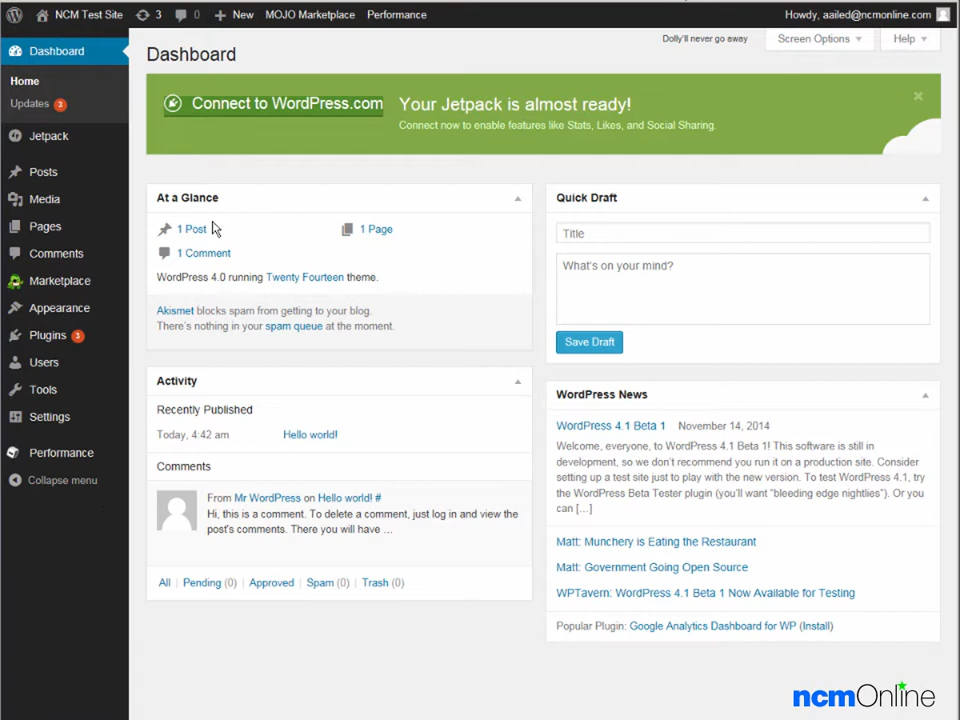 NCM Test Site 3 0 New MOJO Marketplace Performance Howdy, aailed@ncmonline.com
Dolly'll never go away Screen Options Help
Dashboard
Home
Updates 3
Jetpack
Posts
Media
Pages
Comments
Marketplace
Appearance
Plugins 3
Users
Tools
Settings
Performance
Collapse menu
Dashboard
Connect to WordPress.com
Your Jetpack is almost ready!
Connect now to enable features like Stats, Likes, and Social Sharing.
At a Glance
1 Post 1 Page
1 Comment
WordPress 4.0 running Twenty Fourteen theme.
Akismet blocks spam from getting to your blog.
There's nothing in your spam queue at the moment.
Activity
Recently Published
Today, 4:42 am Hello world!
Comments
From Mr WordPress on Hello world! #
Hi, this is a comment. To delete a comment, just log in and view the
post's comments. There you will have ...
All | Pending (0) | Approved | Spam (0) | Trash (0)
Quick Draft
Title
What's on your mind?
Save Draft
WordPress News
WordPress 4.1 Beta 1 November 14, 2014
Welcome, everyone, to WordPress 4.1 Beta 1! This software is still in
development, so we don't recommend you run it on a production site. Consider
setting up a test site just to play with the new version. To test WordPress 4.1, try
the WordPress Beta Tester plugin (you'll want "bleeding edge nightlies"). Or you
can [...]
Matt: Munchery is Eating the Restaurant
Matt: Government Going Open Source
WPTavern: WordPress 4.1 Beta 1 Now Available for Testing
Popular Plugin: Google Analytics Dashboard for WP (Install)
ncmOnline